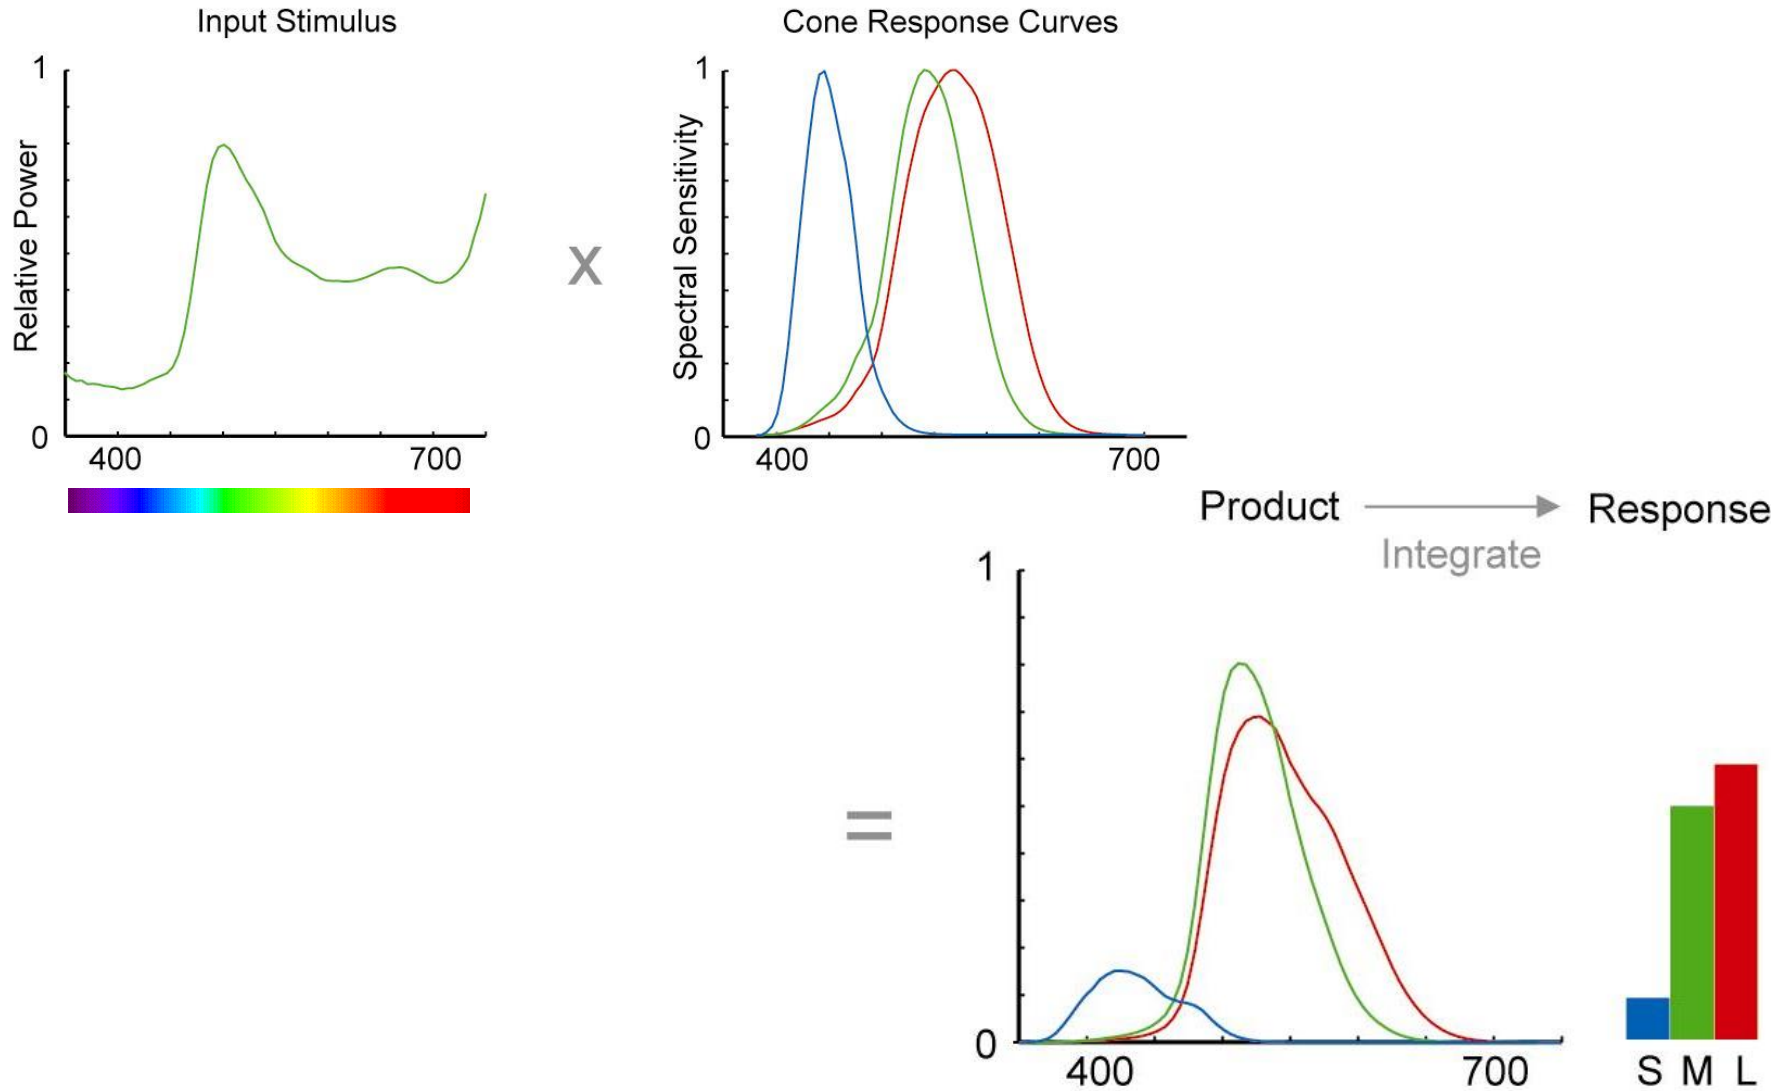 Input Stimulus
1
Relative Power
0
400 700
x
Cone Response Curves
1
Spectral Sensitivity
0
400 700
Product Response
Integrate
=
1
0
400 700
S M L